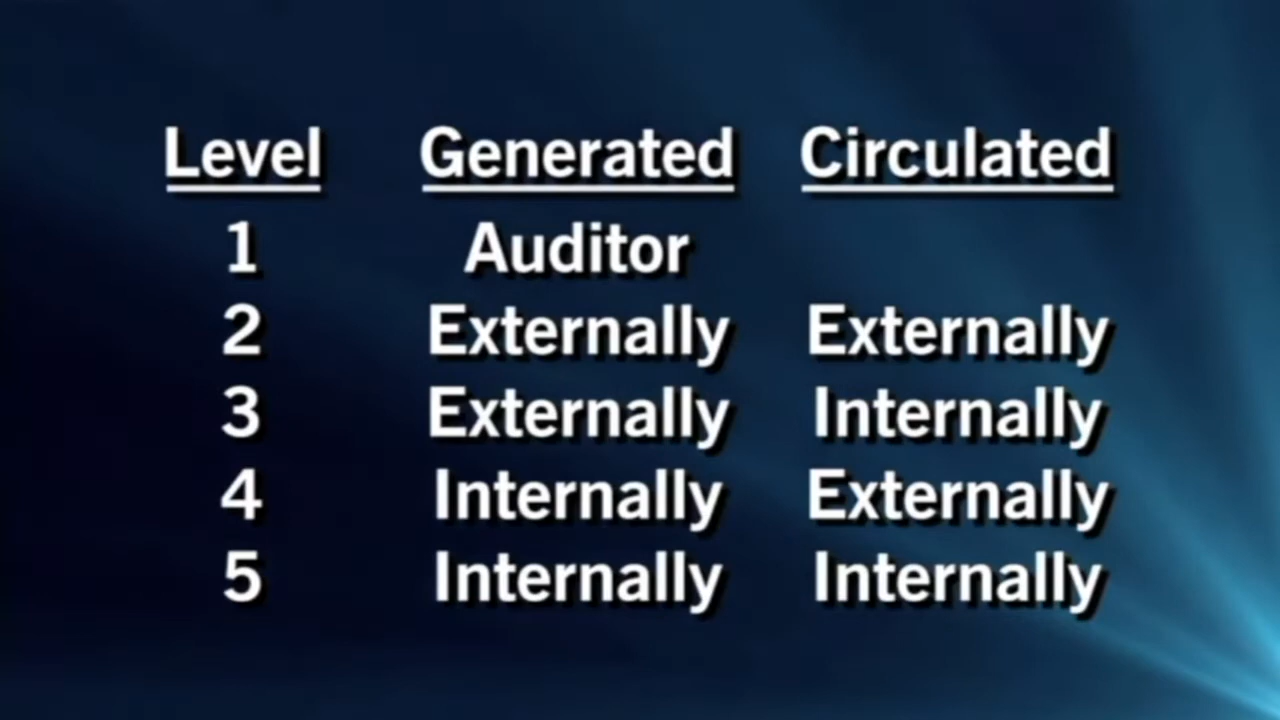 Level Generated Circulated
1 Auditor
2 Externally Externally
3 Externally Internally
4 Internally Externally
5 Internally Internally